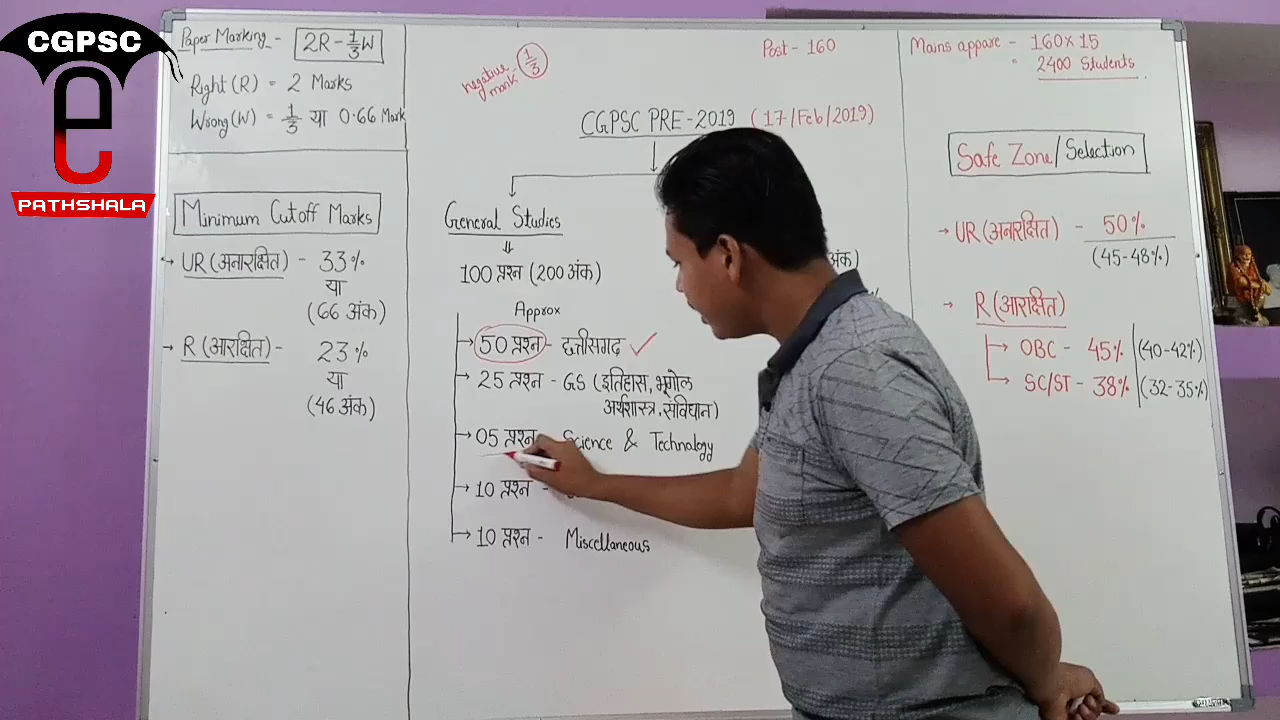 CGPSC
e
PATHSHALA
Paper Marking - 2R - 1/3 W
Right (R) = 2 Marks
Wrong (W) = 1/3 या 0.66 Mark
Minimum Cutoff Marks
→ UR (अनारक्षित) - 33%
या
(66 अंक)
→ R (आरक्षित) - 23%
या
(46 अंक)
negative mark - 1/3
Post - 160
CGPSC PRE - 2019 (17/Feb/2019)
General Studies
⇓
100 प्रश्न (200 अंक)
Approx
→ 50 प्रश्न - छत्तीसगढ़ ✓
→ 25 प्रश्न - GS (इतिहास, भूगोल
अर्थशास्त्र, संविधान)
→ 05 प्रश्न Science & Technology
→ 10 प्रश्न -
→ 10 प्रश्न - Miscellaneous
अंक)
Mains appare - 160 x 15
= 2400 Students
Safe Zone/Selection
→ UR (अनारक्षित) - 50%
(45-48%)
→ R (आरक्षित)
→ OBC - 45% (40-42%)
→ SC/ST - 38% (32-35%)